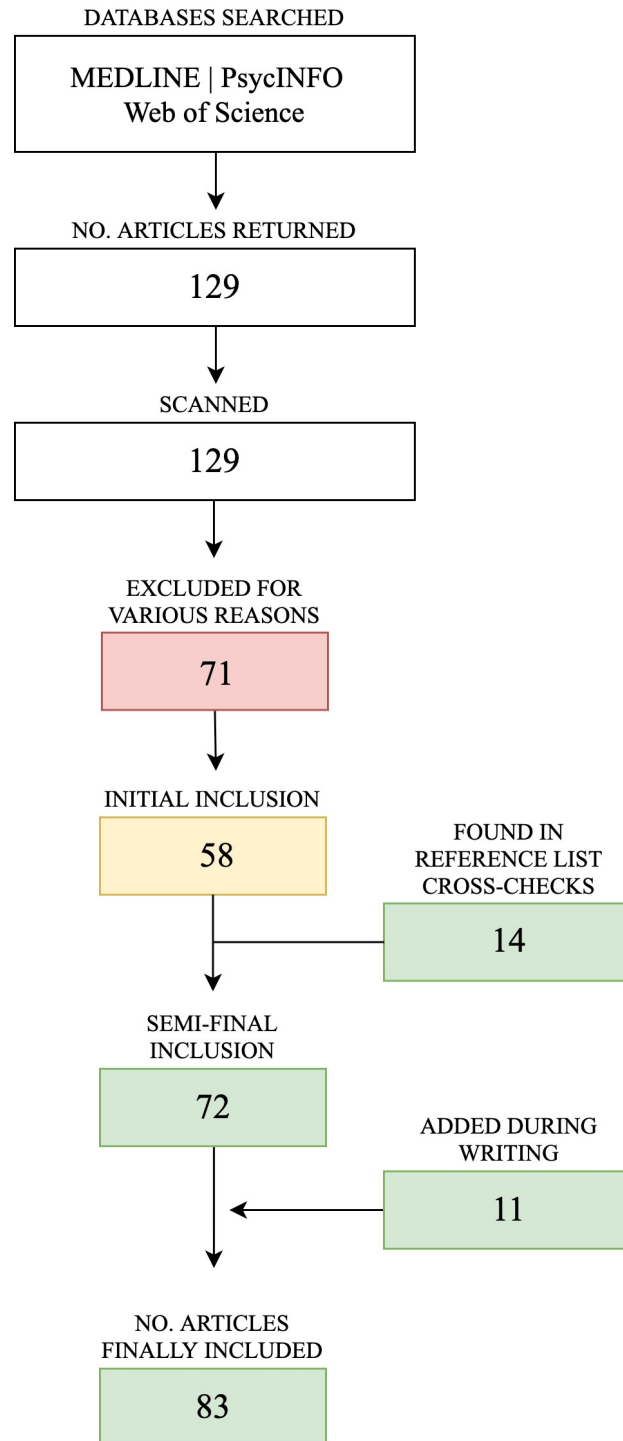 DATABASES SEARCHED
MEDLINE | PsycINFO
Web of Science
NO. ARTICLES RETURNED
129
SCANNED
129
EXCLUDED FOR
VARIOUS REASONS
71
INITIAL INCLUSION
58
FOUND IN
REFERENCE LIST
CROSS-CHECKS
14
SEMI-FINAL
INCLUSION
72
ADDED DURING
WRITING
11
NO. ARTICLES
FINALLY INCLUDED
83